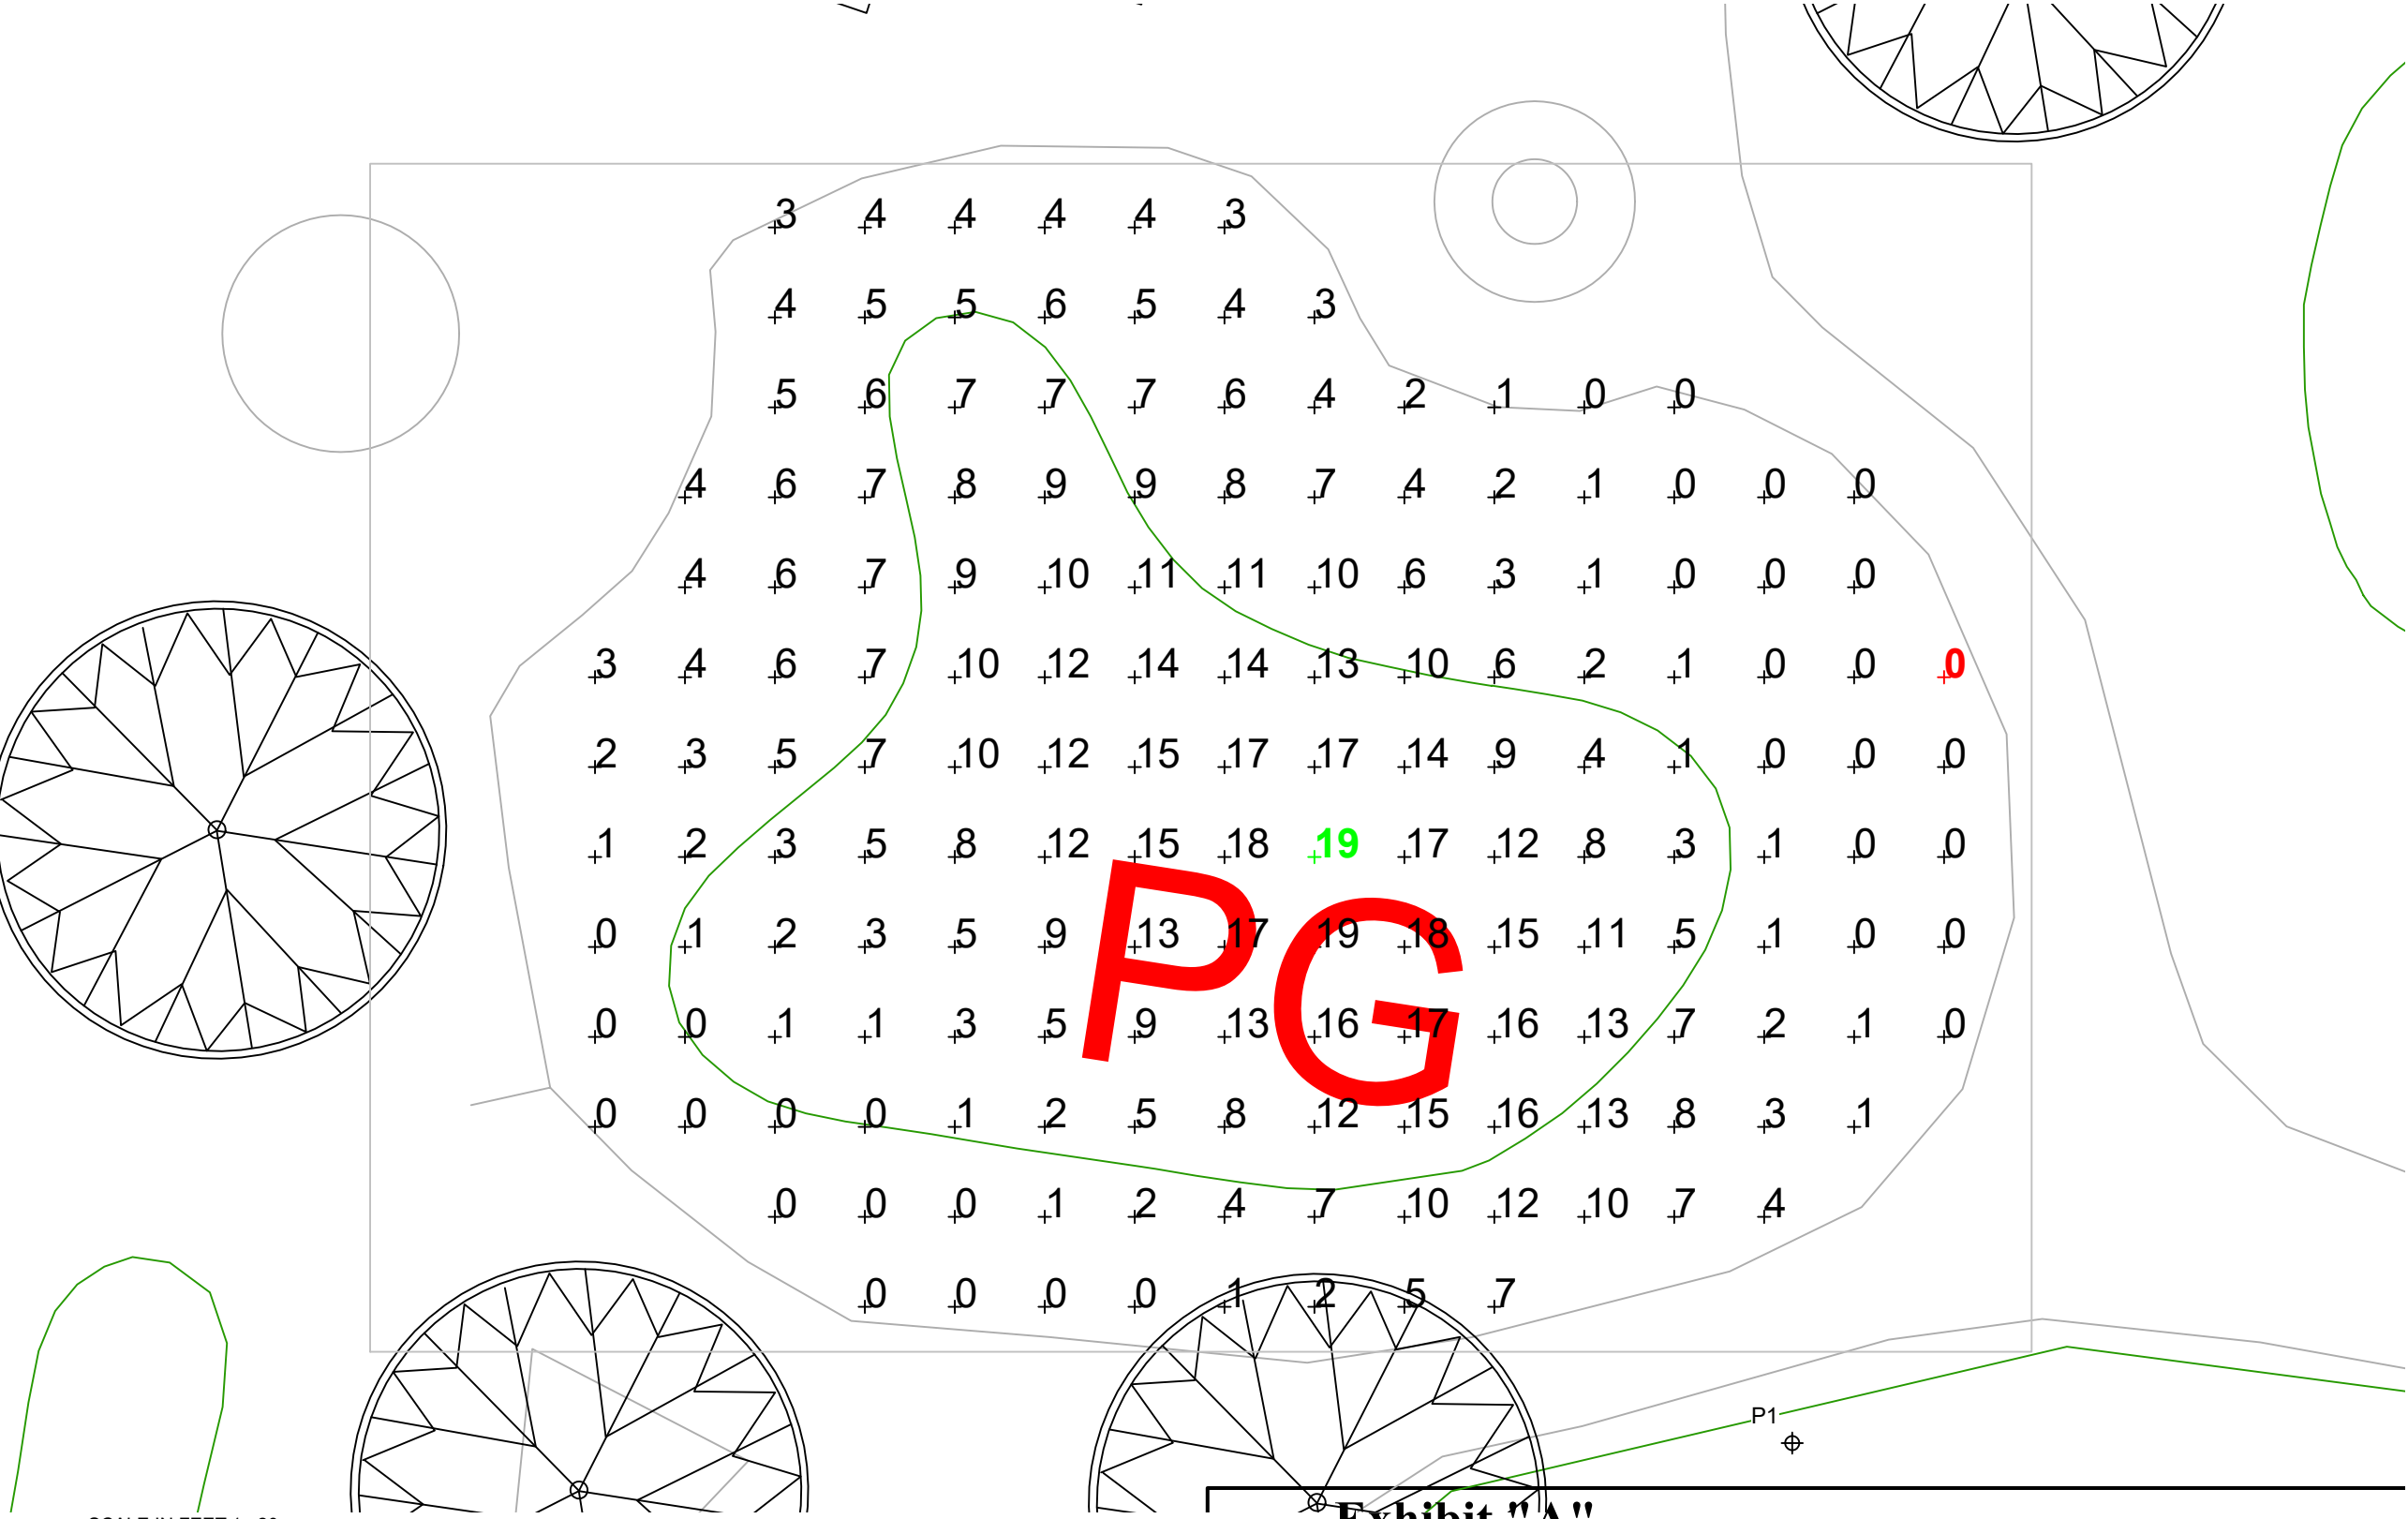 3 4 4 4 4 3
4 5 5 6 5 4 3
5 6 7 7 7 6 4 2 1 0 0
4 6 7 8 9 9 8 7 4 2 1 0 0 0
4 6 7 9 10 11 11 10 6 3 1 0 0 0
3 4 6 7 10 12 14 14 13 10 6 2 1 0 0 0
2 3 5 7 10 12 15 17 17 14 9 4 1 0 0 0
1 2 3 5 8 12 15 18 19 17 12 8 3 1 0 0
0 1 2 3 5 9 13 17 19 18 15 11 5 1 0 0
PG
0 0 1 1 3 5 9 13 16 17 16 13 7 2 1 0
0 0 0 0 1 2 5 8 12 15 16 13 8 3 1
0 0 0 1 2 4 7 10 12 10 7 4
0 0 0 0 1 2 5 7
P1
Exhibit "A"